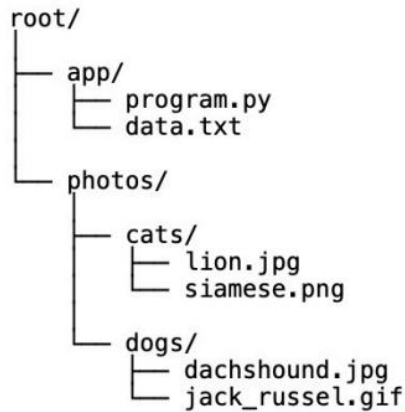 root/
app/
program.py
data.txt
photos/
cats/
lion.jpg
siamese.png
dogs/
dachshound.jpg
jack_russel.gif